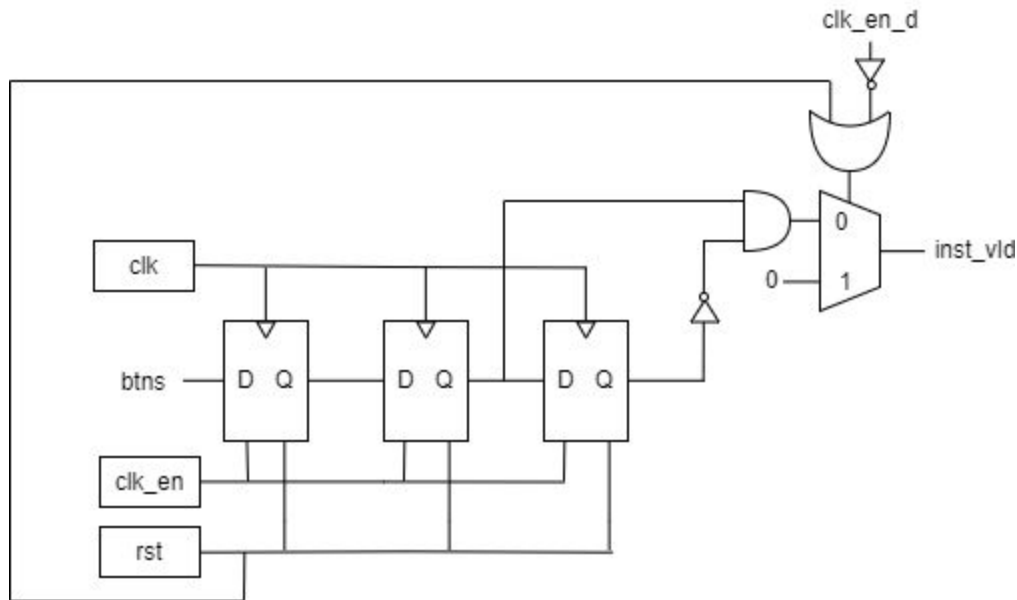 clk_en_d
0
inst_vld
clk
0 1
btns
D Q
D Q
D Q
clk_en
rst